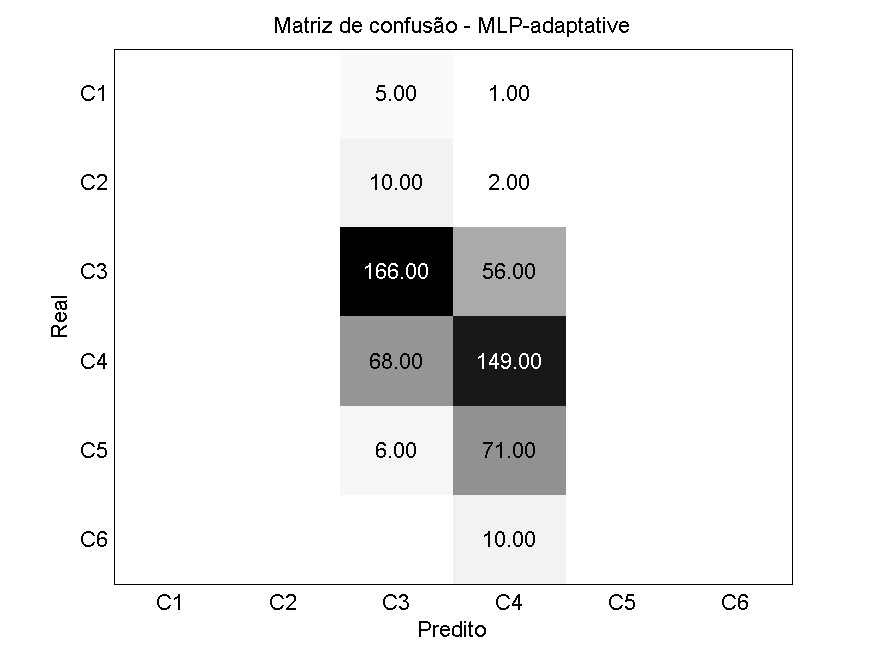 Matriz de confusão - MLP-adaptative
C1 5.00 1.00
C2 10.00 2.00
C3 166.00 56.00
Real
C4 68.00 149.00
C5 6.00 71.00
C6 10.00
C1 C2 C3 C4 C5 C6
Predito